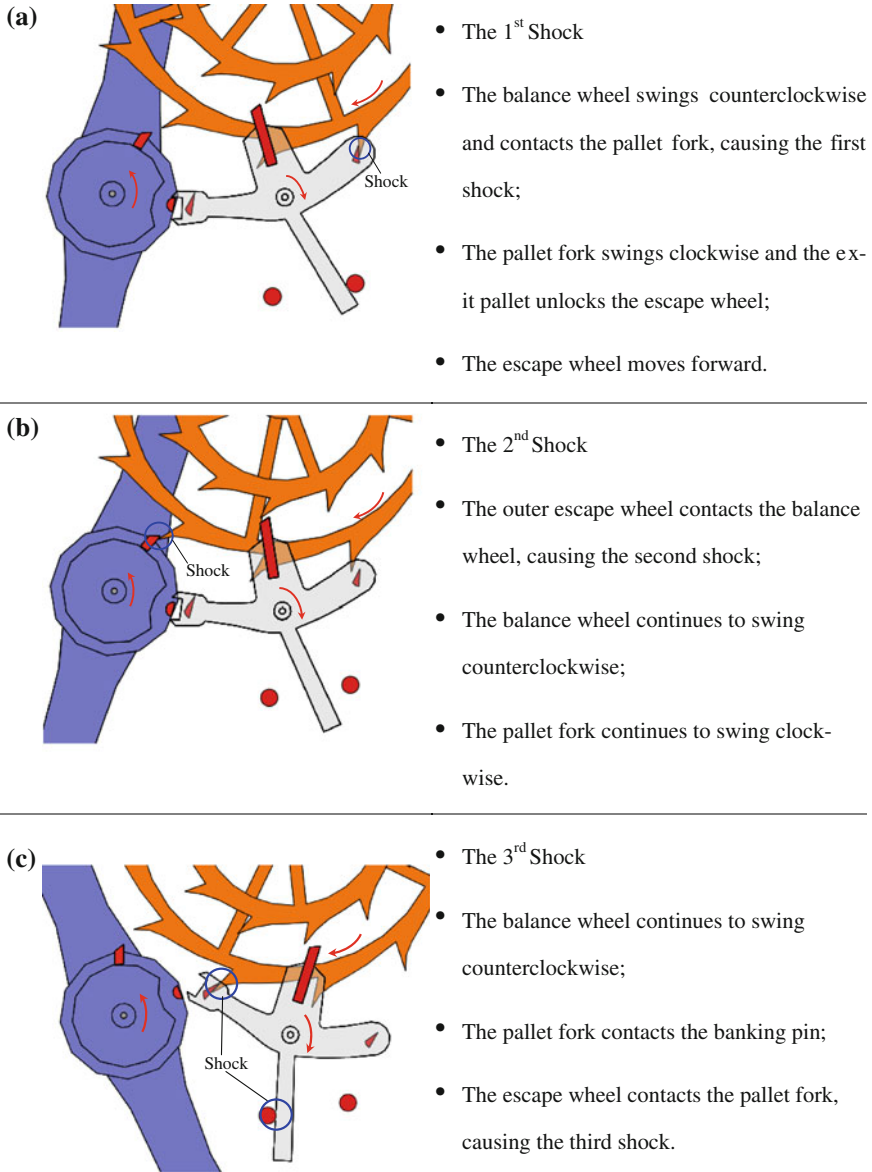 (a)
Shock
• The 1st Shock
• The balance wheel swings counterclockwise
and contacts the pallet fork, causing the first
shock;
• The pallet fork swings clockwise and the ex-
it pallet unlocks the escape wheel;
• The escape wheel moves forward.
(b)
Shock
• The 2nd Shock
• The outer escape wheel contacts the balance
wheel, causing the second shock;
• The balance wheel continues to swing
counterclockwise;
• The pallet fork continues to swing clock-
wise.
(c)
Shock
• The 3rd Shock
• The balance wheel continues to swing
counterclockwise;
• The pallet fork contacts the banking pin;
• The escape wheel contacts the pallet fork,
causing the third shock.